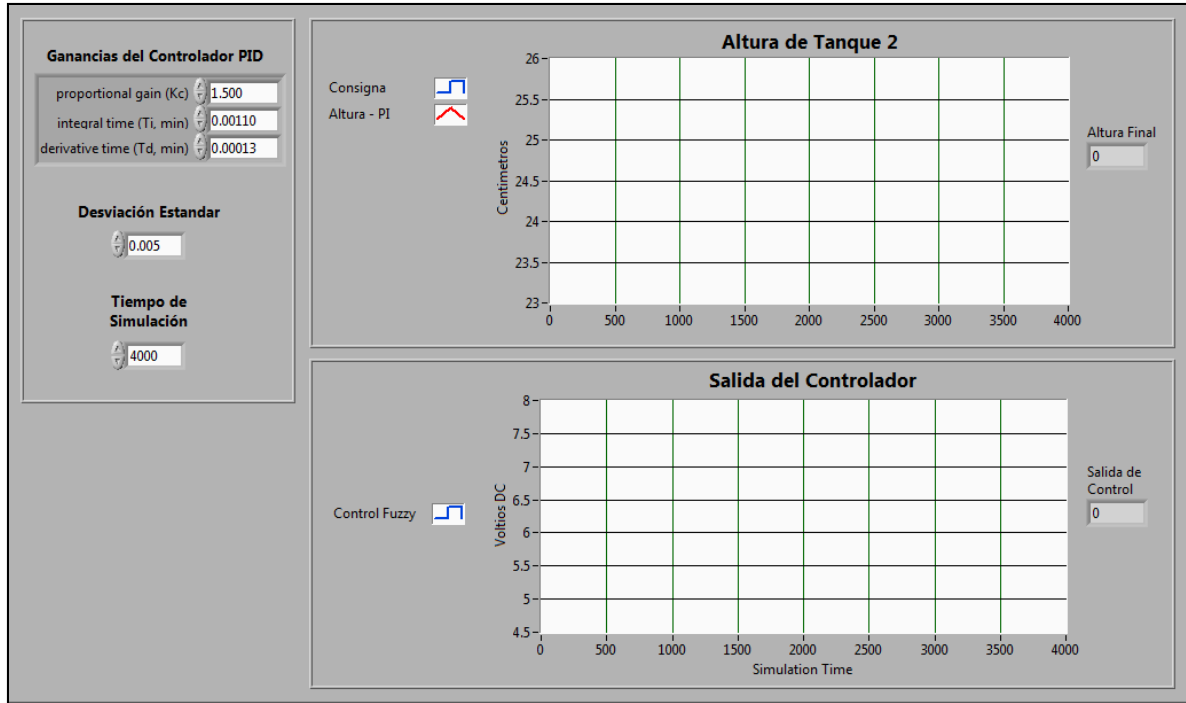 Ganancias del Controlador PID
proportional gain (Kc) 1.500
integral time (Ti, min) 0.00110
derivative time (Td, min) 0.00013
Desviación Estandar
0.005
Tiempo de
Simulación
4000
Altura de Tanque 2
Consigna
Altura - PI
Centimetros
26
25.5
25
24.5
24
23.5
23
0 500 1000 1500 2000 2500 3000 3500 4000
Altura Final
0
Salida del Controlador
Control Fuzzy
Voltios DC
8
7.5
7
6.5
6
5.5
5
4.5
0 500 1000 1500 2000 2500 3000 3500 4000
Simulation Time
Salida de
Control
0